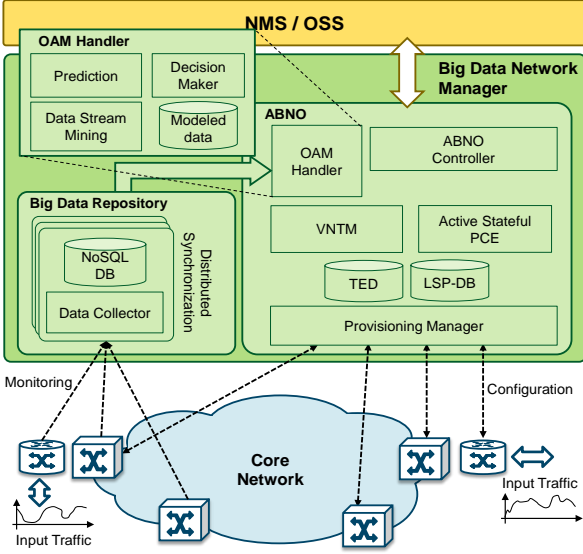 NMS / OSS
OAM Handler
Prediction
Decision
Maker
Data Stream
Mining
Modeled
data
Big Data Network
Manager
ABNO
OAM
Handler
ABNO
Controller
VNTM
Active Stateful
PCE
TED
LSP-DB
Provisioning Manager
Big Data Repository
NoSQL
DB
Data Collector
Distributed
Synchronization
Monitoring
Configuration
Core
Network
Input Traffic
Input Traffic